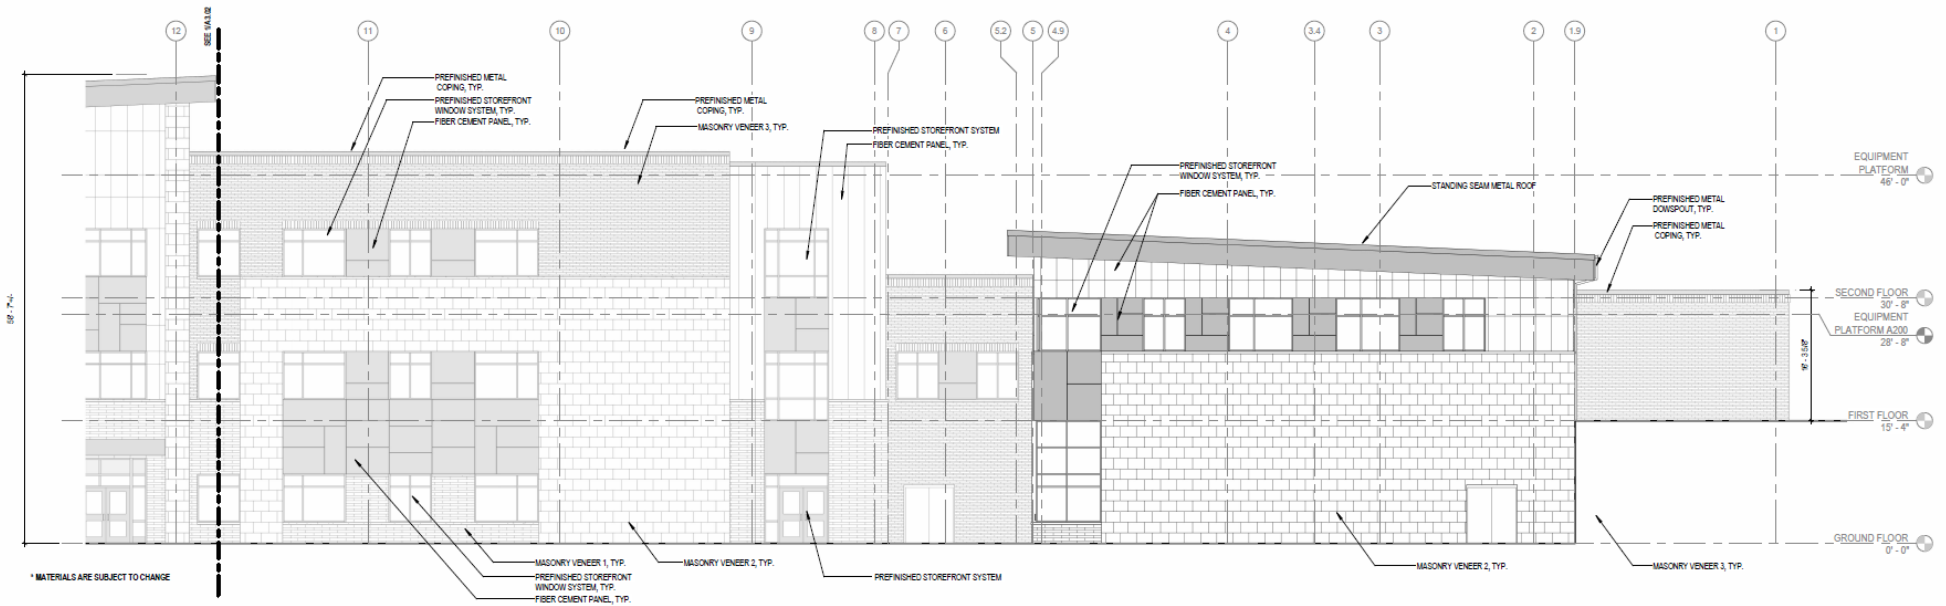 12
SEE 1/A3.02
11
10
9
8
7
6
5.2
5
4.9
4
3.4
3
2
1.9
1
PREFINISHED METAL
COPING, TYP.
PREFINISHED STOREFRONT
WINDOW SYSTEM, TYP.
FIBER CEMENT PANEL, TYP.
PREFINISHED METAL
COPING, TYP.
MASONRY VENEER 3, TYP.
PREFINISHED STOREFRONT SYSTEM
FIBER CEMENT PANEL, TYP.
PREFINISHED STOREFRONT
WINDOW SYSTEM, TYP.
FIBER CEMENT PANEL, TYP.
STANDING SEAM METAL ROOF
PREFINISHED METAL
DOWSPOUT, TYP.
PREFINISHED METAL
COPING, TYP.
EQUIPMENT
PLATFORM
46' - 0"
SECOND FLOOR
30' - 8"
EQUIPMENT
PLATFORM A200
28' - 8"
16' - 3 5/8"
FIRST FLOOR
15' - 4"
GROUND FLOOR
0' - 0"
58' - 7"+/-
MASONRY VENEER 1, TYP.
PREFINISHED STOREFRONT
WINDOW SYSTEM, TYP.
FIBER CEMENT PANEL, TYP.
MASONRY VENEER 2, TYP.
PREFINISHED STOREFRONT SYSTEM
MASONRY VENEER 2, TYP.
MASONRY VENEER 3, TYP.
* MATERIALS ARE SUBJECT TO CHANGE